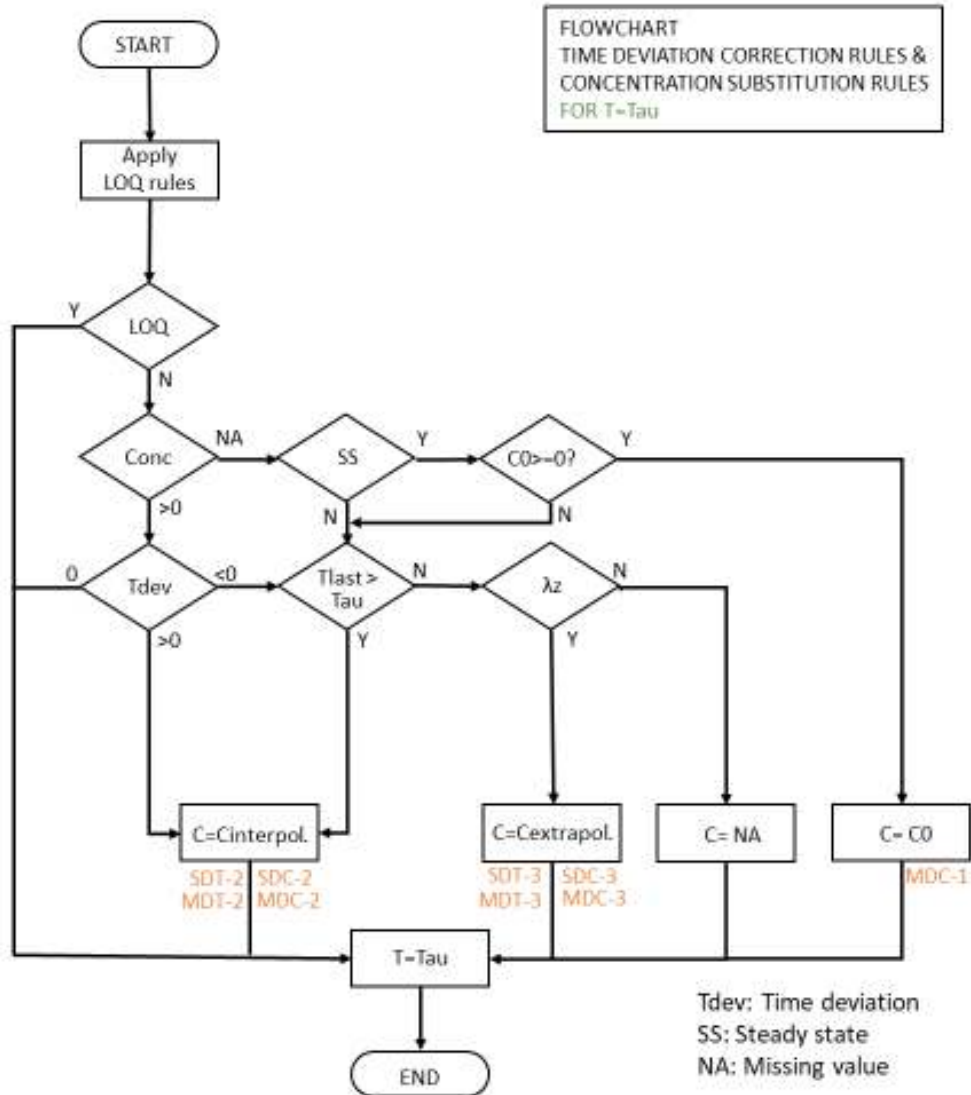 START
FLOWCHART
TIME DEVIATION CORRECTION RULES &
CONCENTRATION SUBSTITUTION RULES
FOR T=Tau
Apply
LOQ rules
Y
LOQ
N
Conc
NA
SS
Y
C0>=0?
Y
>0
N
N
0
Tdev
<0
Tlast >
Tau
N
λz
N
>0
Y
Y
C=Cinterpol.
C=Cextrapol.
C= NA
C= C0
SDT-2 SDC-2
MDT-2 MDC-2
SDT-3 SDC-3
MDT-3 MDC-3
MDC-1
T=Tau
Tdev: Time deviation
SS: Steady state
NA: Missing value
END